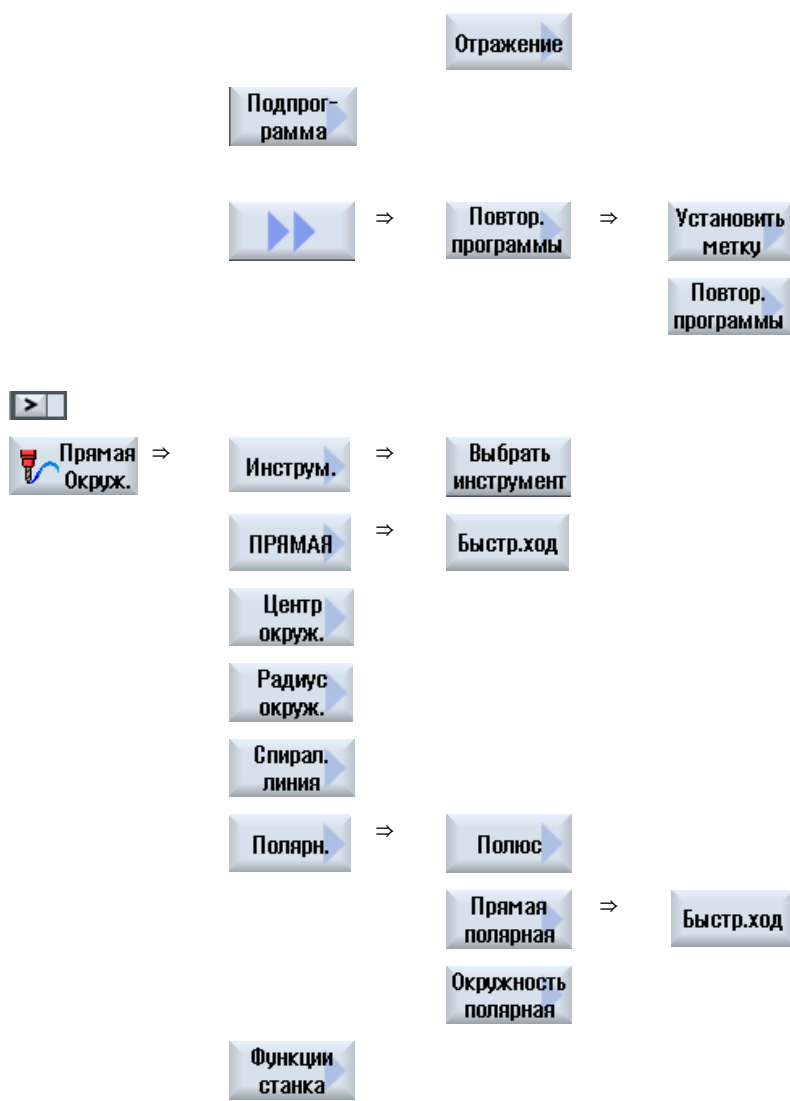 Отражение
Подпрог-
рамма
⇒ Повтор.
программы
⇒ Установить
метку
Повтор.
программы
>
Прямая
Окруж.
⇒ Инструм.
⇒ Выбрать
инструмент
ПРЯМАЯ
⇒ Быстр.ход
Центр
окруж.
Радиус
окруж.
Спирал.
линия
Полярн.
⇒ Полюс
Прямая
полярная
⇒ Быстр.ход
Окружность
полярная
Функции
станка